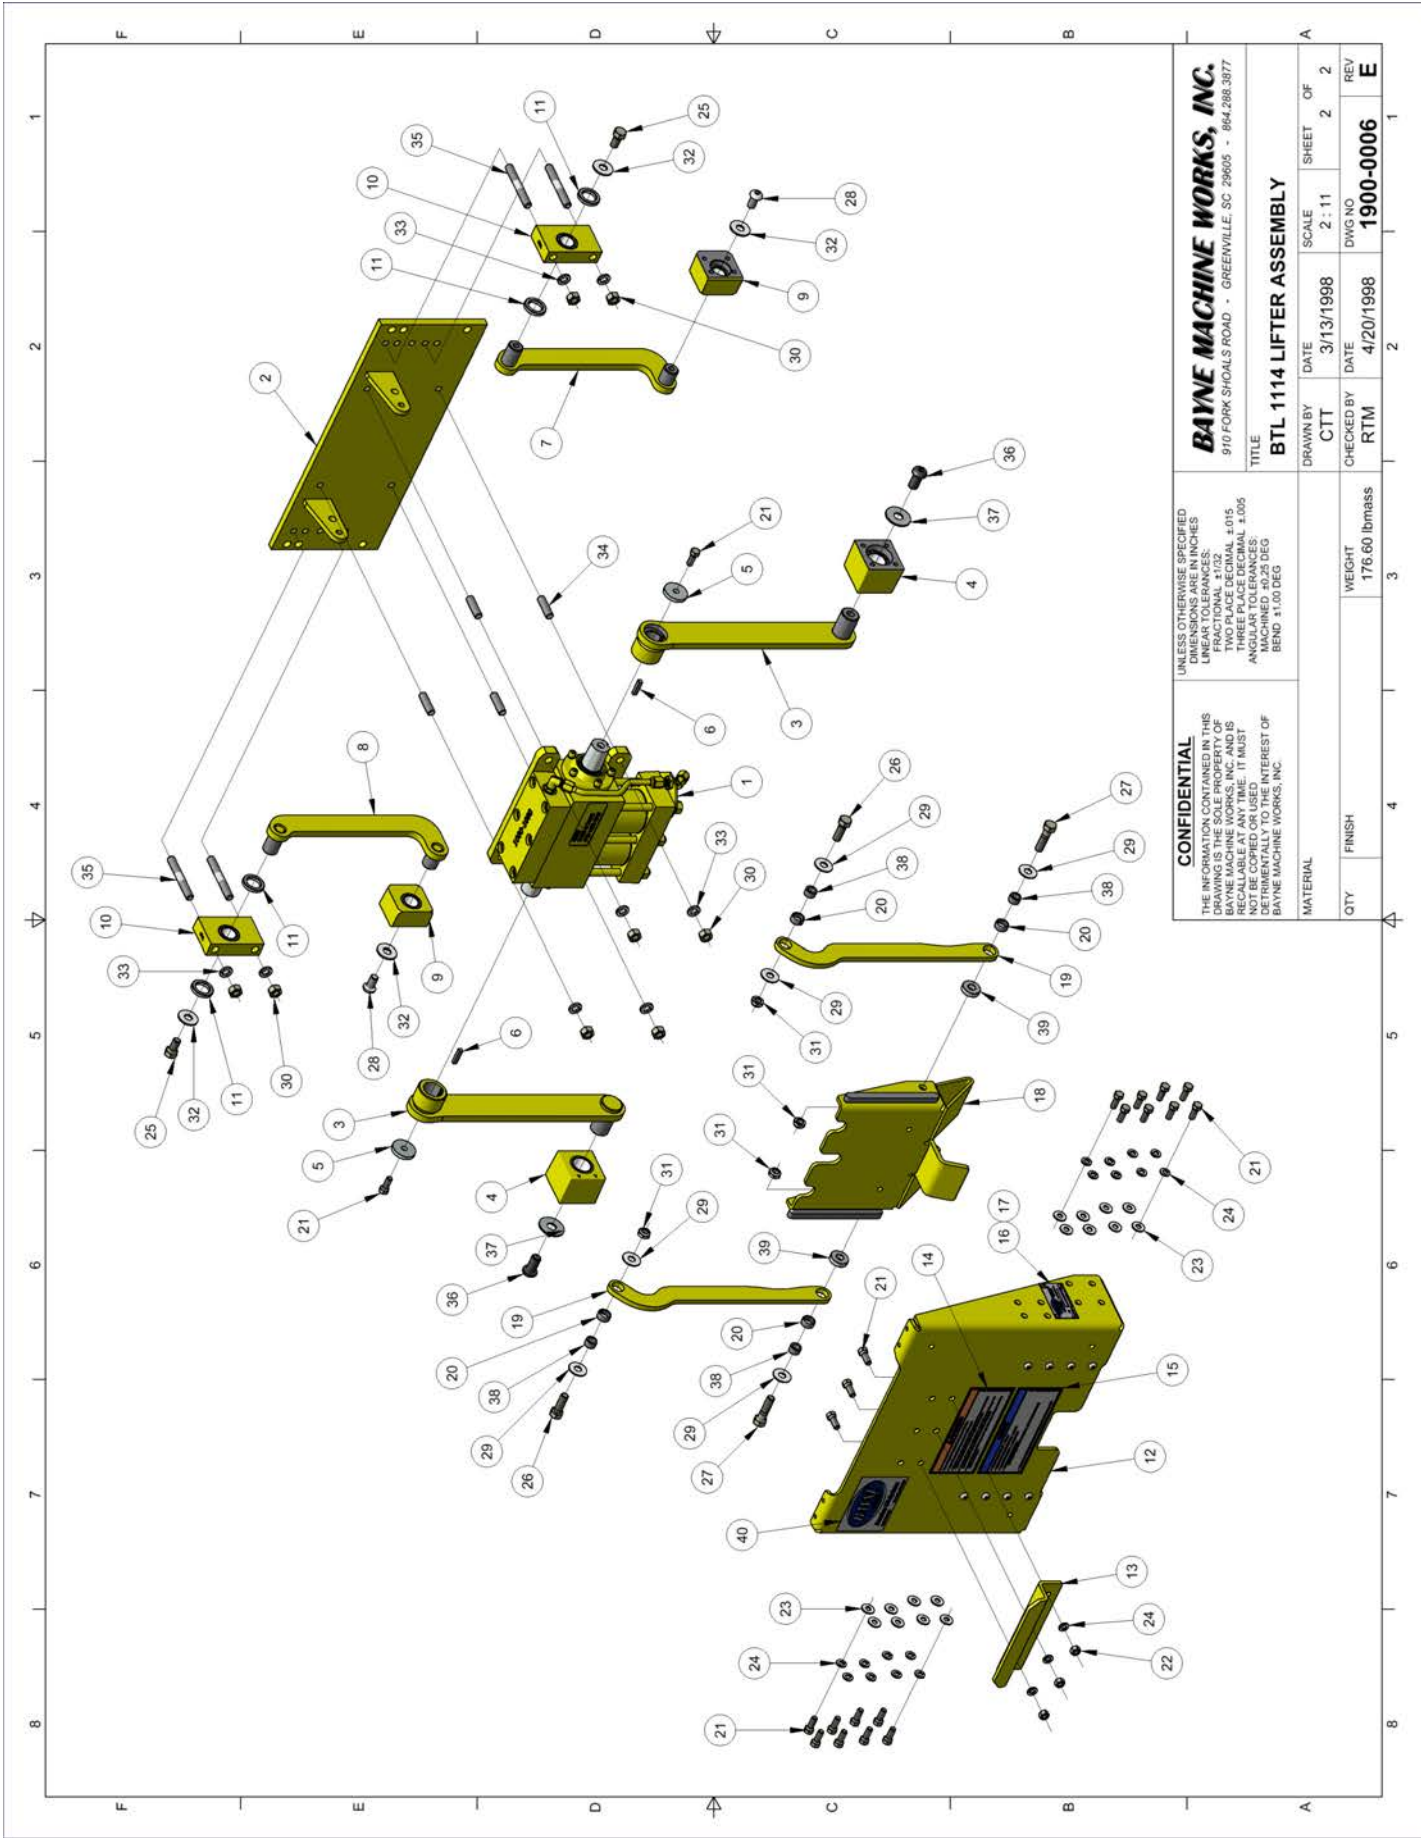 8 7 6 5 4 3 2 1
F
E
D
C
B
A
F
E
D
C
B
A
8 7 6 5 4 3 2 1
35
10
33
11
32
25
11
30
8
9
32
28
2
35
10
33
11
11
25
32
30
28
32
9
7
21
5
3
6
4
37
36
34
21
5
6
3
4
37
36
1
33
30
31
29
19
20
38
29
26
26
29
38
20
29
31
27
29
38
20
19
39
31
31
18
39
20
38
29
27
21
17
16
14
15
12
40
13
24
22
23
24
21
21
24
23
CONFIDENTIAL
THE INFORMATION CONTAINED IN THIS
DRAWING IS THE SOLE PROPERTY OF
BAYNE MACHINE WORKS, INC. AND IS
RECALLABLE AT ANY TIME. IT MUST
NOT BE COPIED OR USED
DETRIMENTALLY TO THE INTEREST OF
BAYNE MACHINE WORKS, INC.
UNLESS OTHERWISE SPECIFIED
DIMENSIONS ARE IN INCHES
LINEAR TOLERANCES:
FRACTIONAL ±1/32
TWO PLACE DECIMAL ±.015
THREE PLACE DECIMAL ±.005
ANGULAR TOLERANCES:
MACHINED ±0.25 DEG
BEND ±1.00 DEG
BAYNE MACHINE WORKS, INC.
910 FORK SHOALS ROAD - GREENVILLE, SC 29605 - 864.288.3877
TITLE
BTL 1114 LIFTER ASSEMBLY
MATERIAL
DRAWN BY CTT
DATE 3/13/1998
SCALE 2 : 11
SHEET 2 OF 2
QTY
FINISH
WEIGHT 176.60 lbmass
CHECKED BY RTM
DATE 4/20/1998
DWG NO 1900-0006
REV E